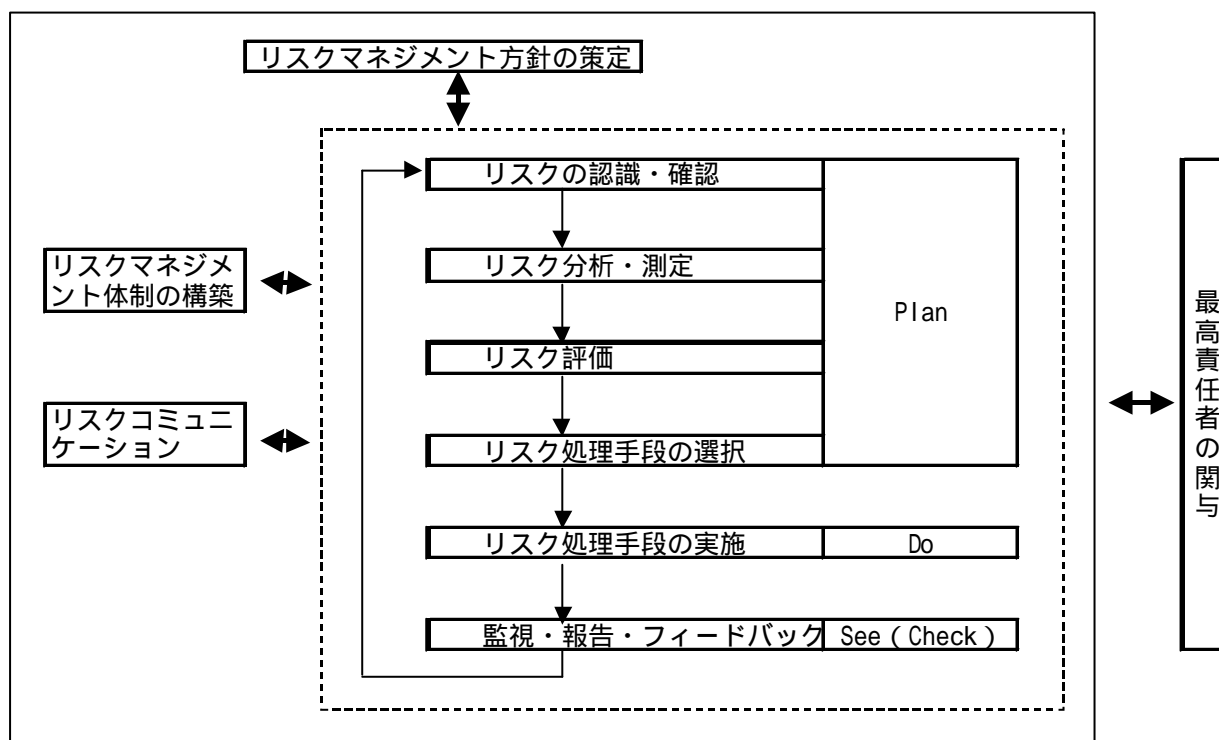 リスクマネジメント方針の策定
リスクの認識・確認
リスク分析・測定
リスク評価
リスク処理手段の選択
Plan
リスク処理手段の実施
Do
監視・報告・フィードバック
See（Check）
リスクマネジメ
ント体制の構築
リスクコミュニ
ケーション
最高責任者の関与